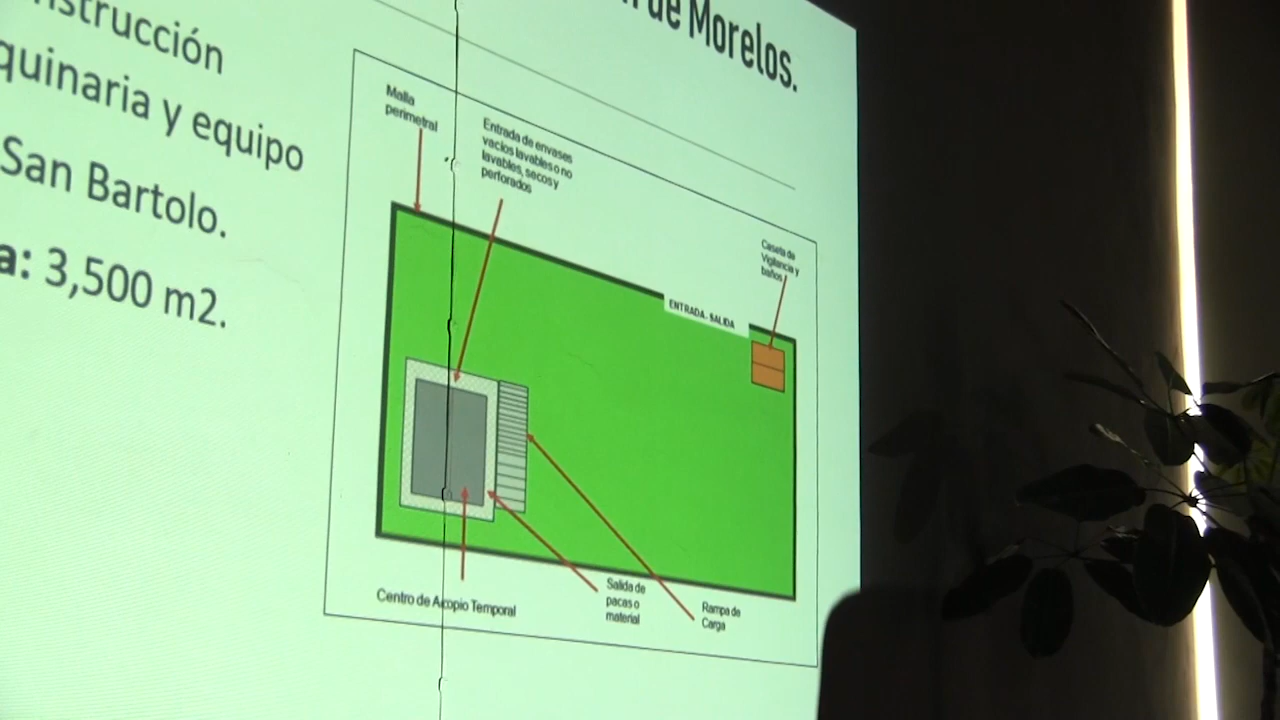 de Morelos.
quinaria y equipo
San Bartolo.
a: 3,500 m2.
Malla
perimetral
Entrada de envases
vacíos lavables o no
lavables, secos y
perforados
Caseta de
Vigilancia y
baños
ENTRADA - SALIDA
Centro de Acopio Temporal
Salida de
pacas o
material
Rampa de
Carga